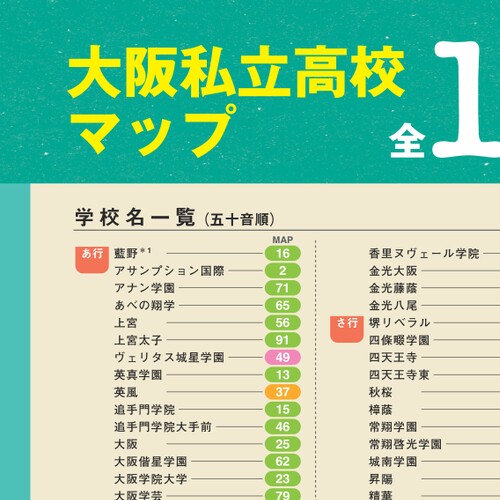 大阪私立高校
マップ
全1
学校名一覧（五十音順）
MAP
あ行
藍野＊1 16
アサンプション国際 2
アナン学園 71
あべの翔学 65
上宮 56
上宮太子 91
ヴェリタス城星学園 49
英真学園 13
英風 37
追手門学院 15
追手門学院大手前 46
大阪 25
大阪偕星学園 62
大阪学院大学 23
大阪学芸 79
香里ヌヴェール学院
金光大阪
金光藤蔭
金光八尾
さ行
堺リベラル
四條畷学園
四天王寺
四天王寺東
秋桜
樟蔭
常翔学園
常翔啓光学園
城南学園
昇陽
精華